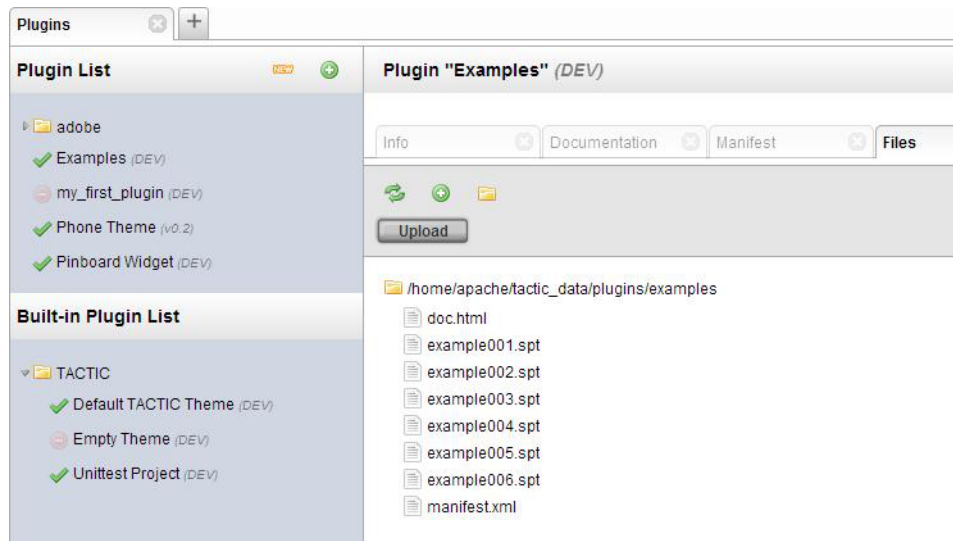 Plugins
Plugin List NEW
adobe
Examples (DEV)
my_first_plugin (DEV)
Phone Theme (v0.2)
Pinboard Widget (DEV)
Built-in Plugin List
TACTIC
Default TACTIC Theme (DEV)
Empty Theme (DEV)
Unittest Project (DEV)
Plugin "Examples" (DEV)
Info Documentation Manifest Files
Upload
/home/apache/tactic_data/plugins/examples
doc.html
example001.spt
example002.spt
example003.spt
example004.spt
example005.spt
example006.spt
manifest.xml